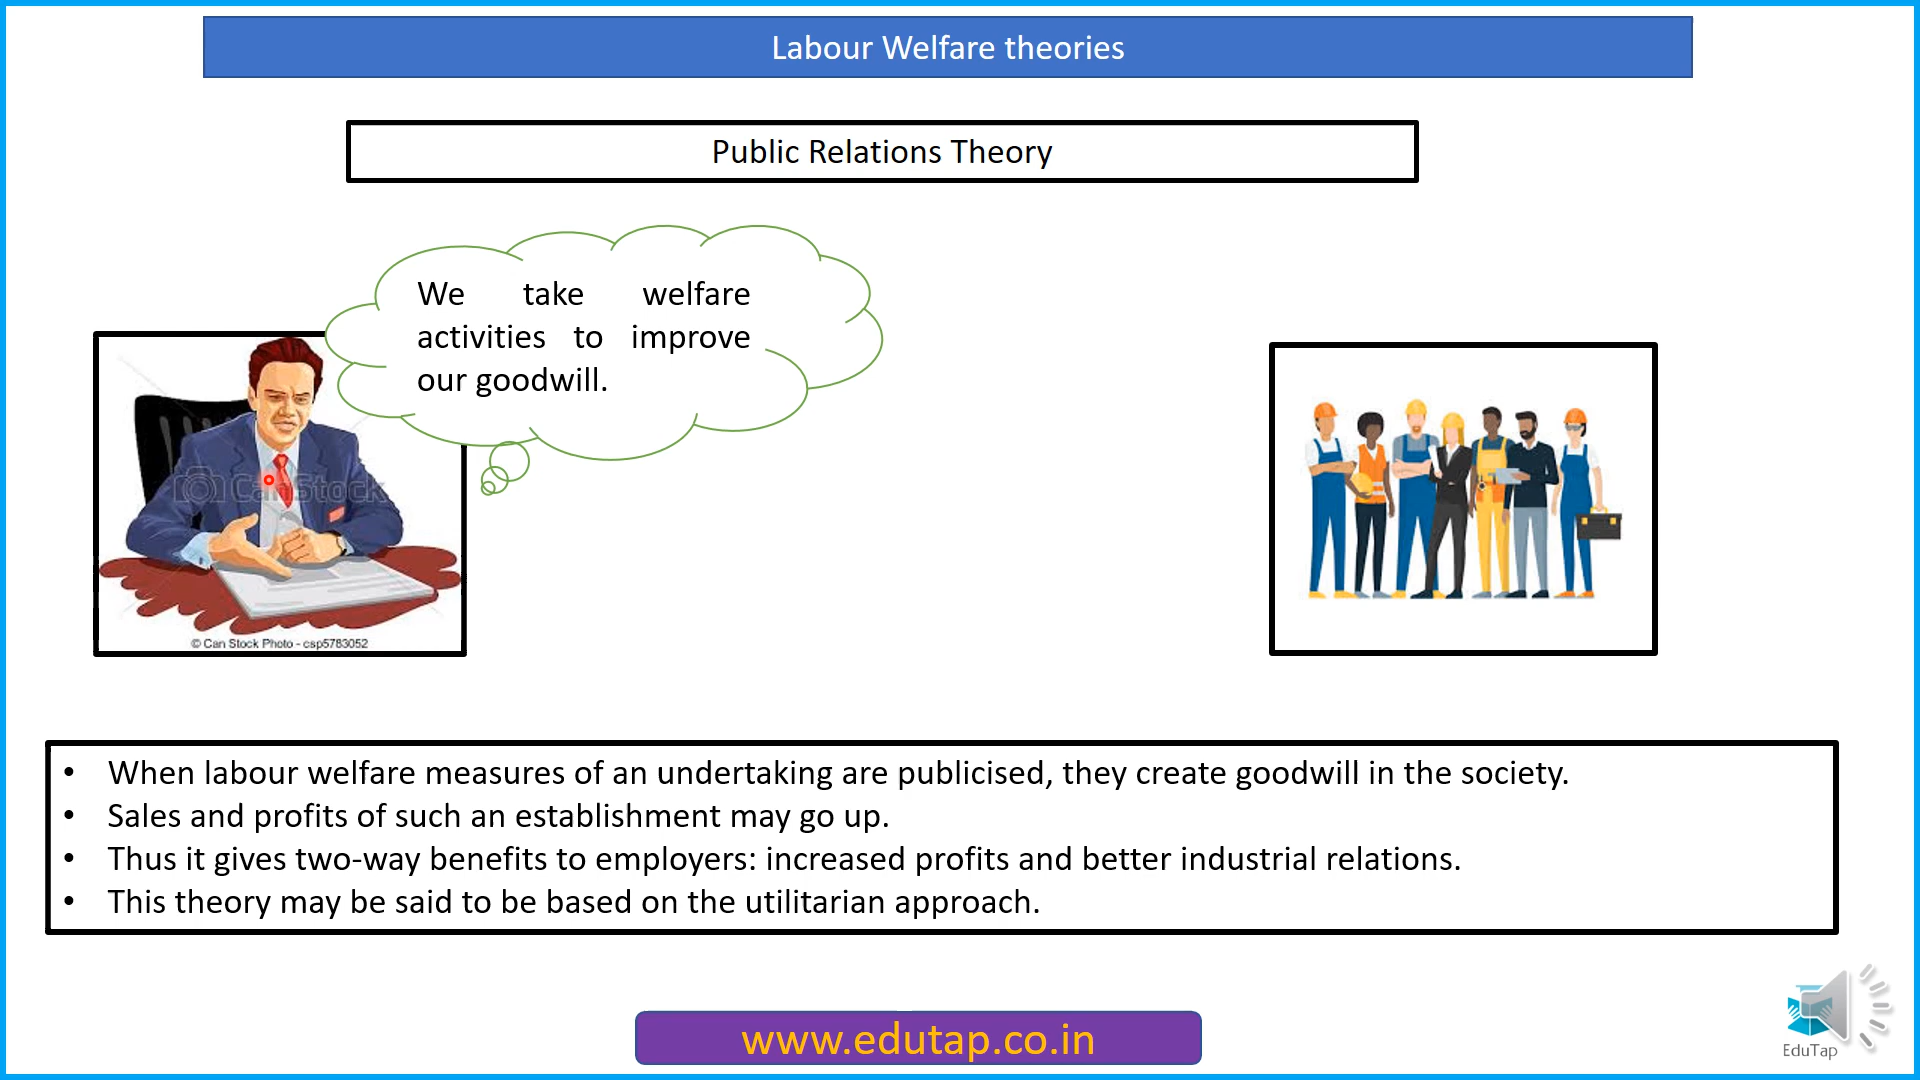 Labour Welfare theories
Public Relations Theory
We take welfare
activities to improve
our goodwill.
CanStock
© Can Stock Photo - csp5783052
• When labour welfare measures of an undertaking are publicised, they create goodwill in the society.
• Sales and profits of such an establishment may go up.
• Thus it gives two-way benefits to employers: increased profits and better industrial relations.
• This theory may be said to be based on the utilitarian approach.
www.edutap.co.in
EduTap